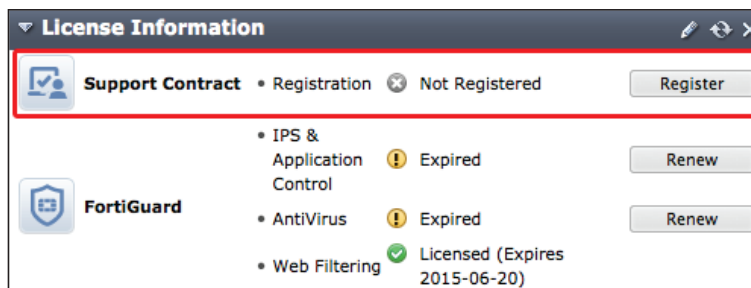 License Information
Support Contract • Registration Not Registered Register
• IPS &
Application
Control
Expired Renew
FortiGuard
• AntiVirus Expired Renew
• Web Filtering Licensed (Expires
2015-06-20)